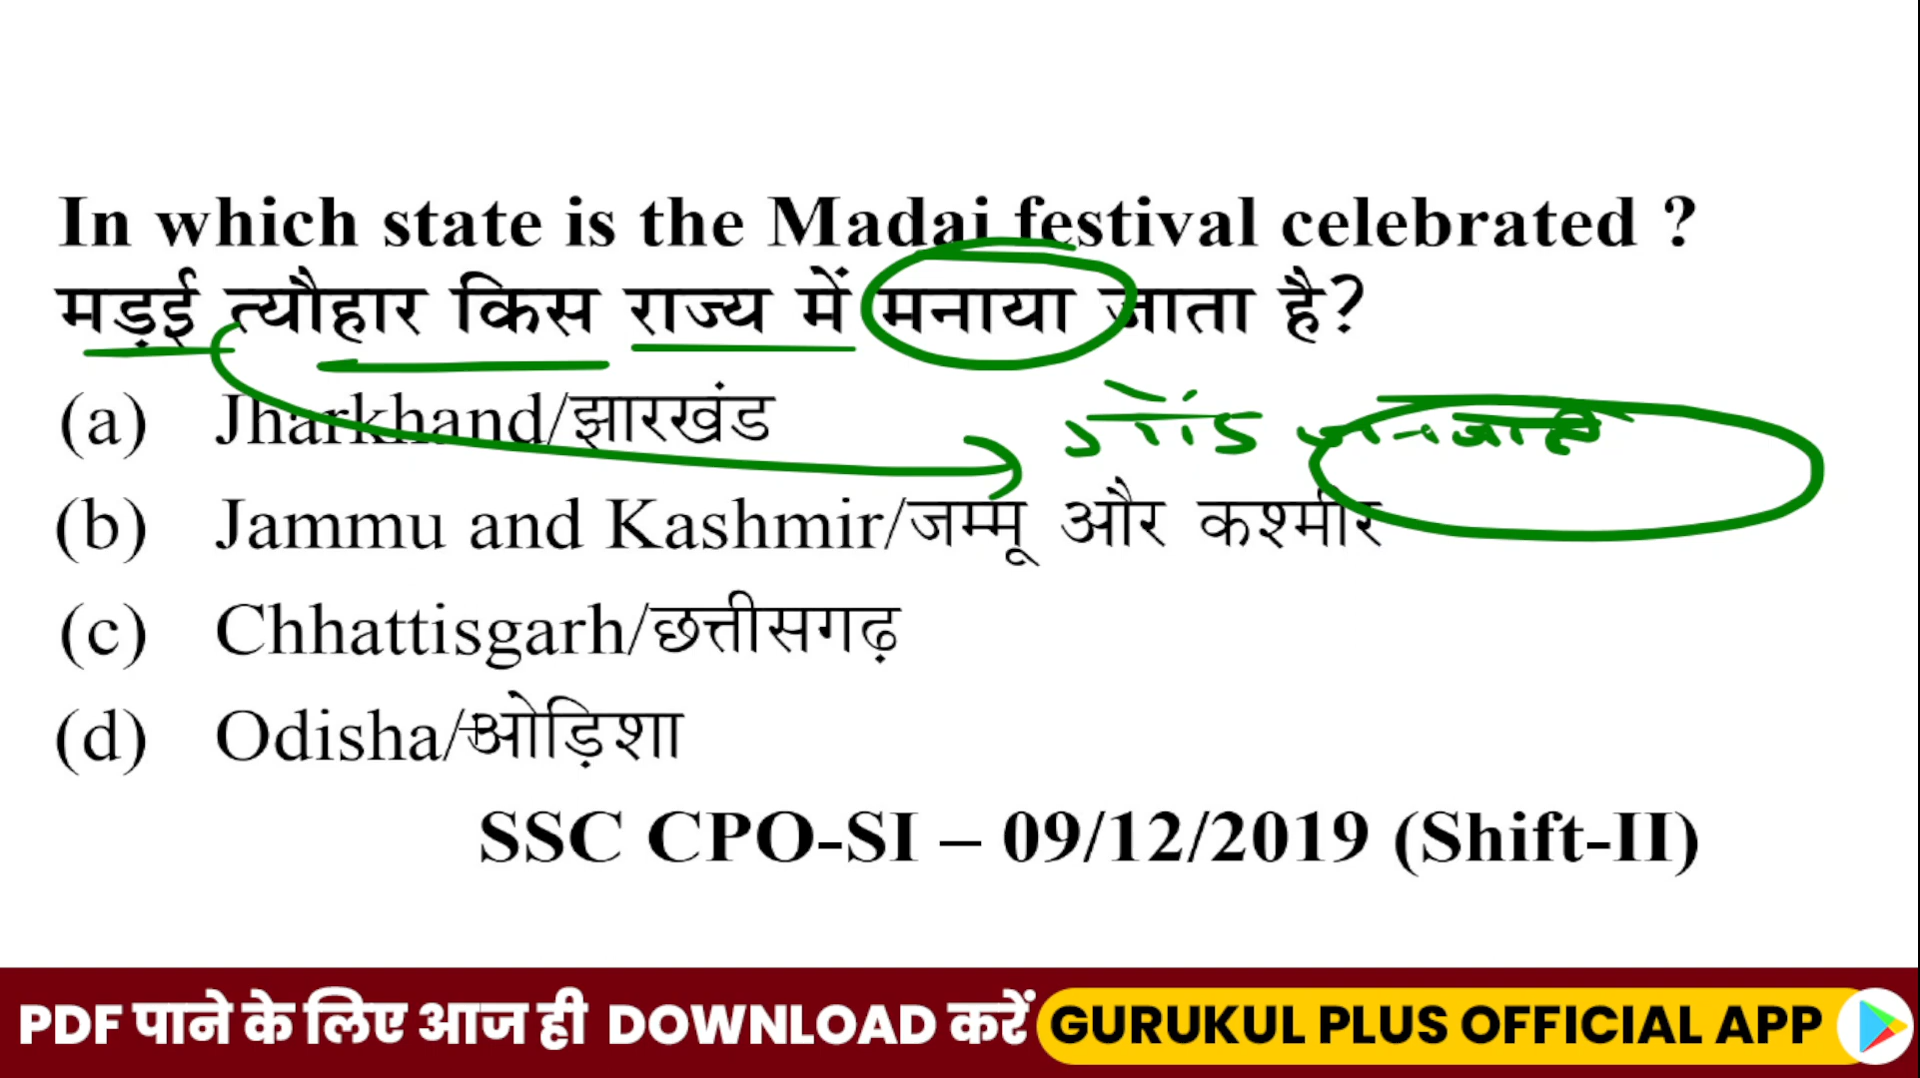 In which state is the Madai festival celebrated ?
मड़ई त्यौहार किस राज्य में मनाया जाता है?
(a) Jharkhand/झारखंड
गोंड जनजाति
(b) Jammu and Kashmir/जम्मू और कश्मीर
(c) Chhattisgarh/छत्तीसगढ़
(d) Odisha/ओड़िशा
SSC CPO-SI – 09/12/2019 (Shift-II)
PDF पाने के लिए आज ही DOWNLOAD करें GURUKUL PLUS OFFICIAL APP